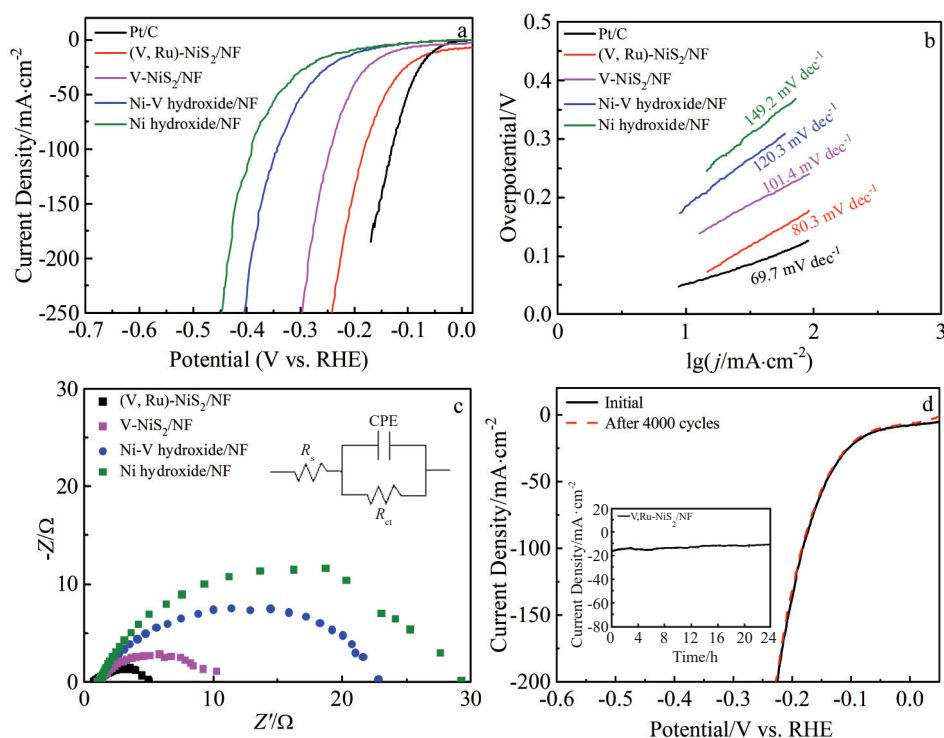 a
Pt/C
(V, Ru)-NiS₂/NF
V-NiS₂/NF
Ni-V hydroxide/NF
Ni hydroxide/NF
Current Density/mA·cm⁻²
0
-50
-100
-150
-200
-250
-0.7 -0.6 -0.5 -0.4 -0.3 -0.2 -0.1 0.0
Potential (V vs. RHE)
b
Pt/C
(V, Ru)-NiS₂/NF
V-NiS₂/NF
Ni-V hydroxide/NF
Ni hydroxide/NF
149.2 mV dec⁻¹
120.3 mV dec⁻¹
101.4 mV dec⁻¹
80.3 mV dec⁻¹
69.7 mV dec⁻¹
Overpotential/V
0.5
0.4
0.3
0.2
0.1
0.0
0 1 2 3
lg(j/mA·cm⁻²)
c
(V, Ru)-NiS₂/NF
V-NiS₂/NF
Ni-V hydroxide/NF
Ni hydroxide/NF
CPE
Rₛ
R_ct
-Z/Ω
-30
20
10
0
0 10 20 30
Z'/Ω
d
Initial
After 4000 cycles
Current Density/mA·cm⁻²
0
-50
-100
-150
-200
V,Ru-NiS₂/NF
Current Density/mA·cm⁻²
20
0
-20
-40
-60
-80
0 4 8 12 16 20 24
Time/h
-0.6 -0.5 -0.4 -0.3 -0.2 -0.1 0.0
Potential/V vs. RHE